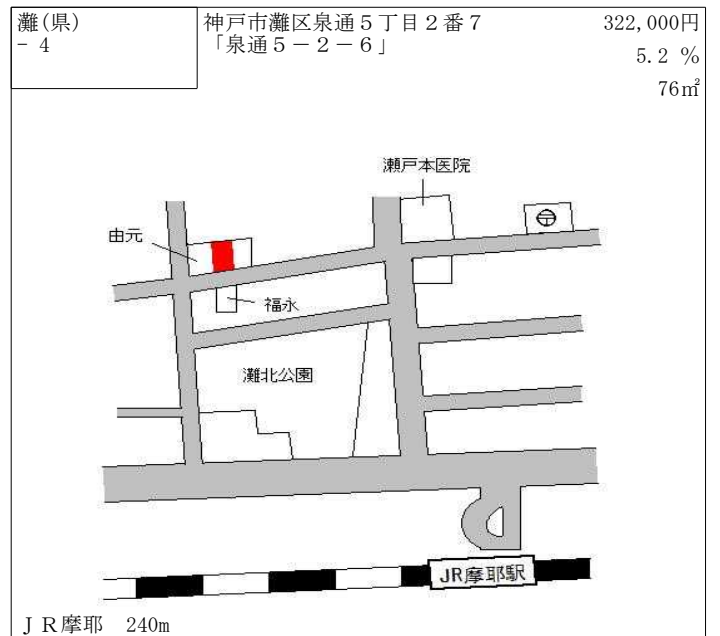 灘(県)
- 4
神戸市灘区泉通５丁目２番７
「泉通５－２－６」
322,000円
5.2 %
76㎡
瀬戸本医院
〒
由元
福永
灘北公園
JR摩耶駅
ＪＲ摩耶 240m